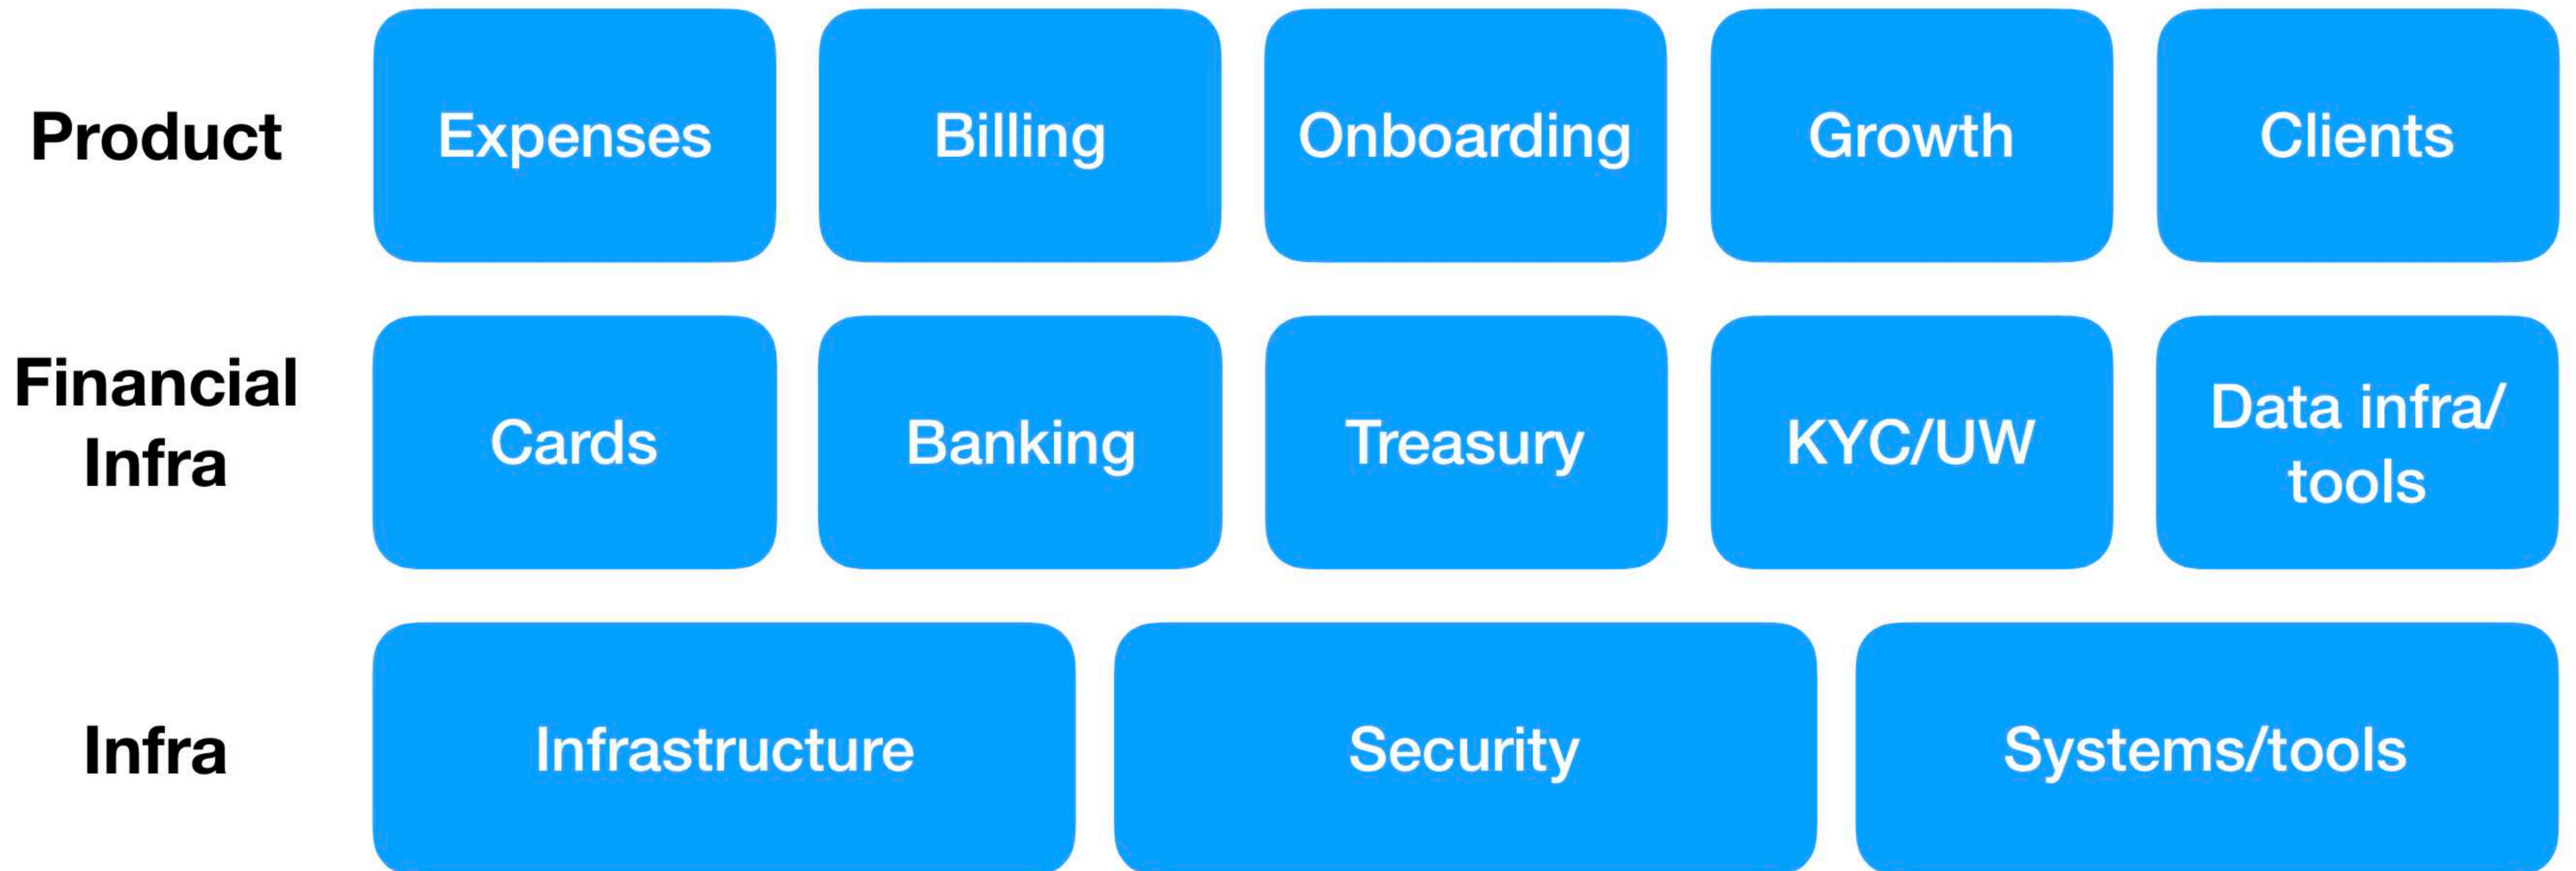 Product
Expenses
Billing
Onboarding
Growth
Clients
Financial
Infra
Cards
Banking
Treasury
KYC/UW
Data infra/
tools
Infra
Infrastructure
Security
Systems/tools